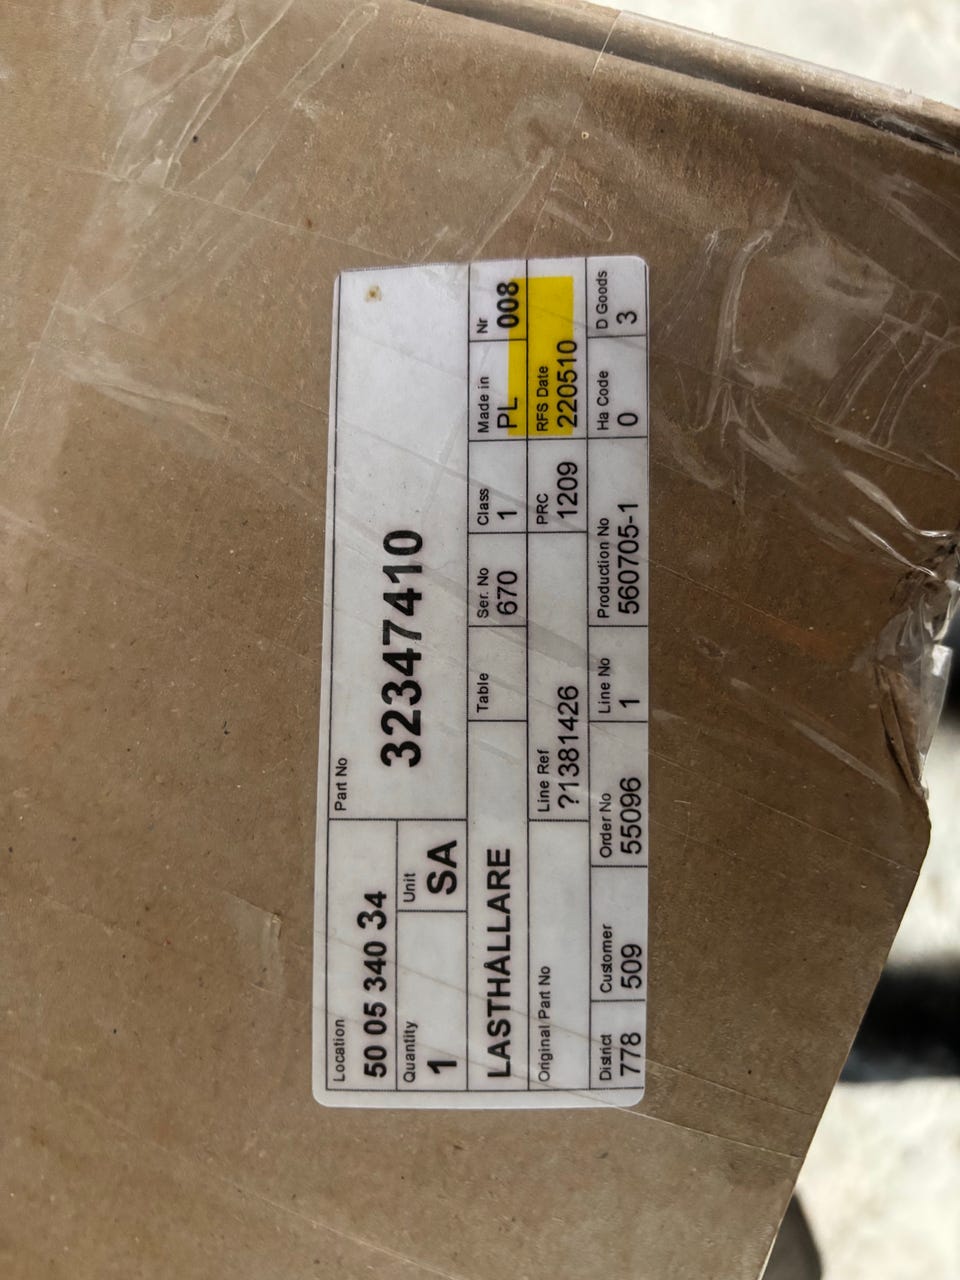 Location
50 05 340 34
Part No
32347410
Quantity
1
Unit
SA
LASTHÅLLARE
Table
Ser. No
670
Class
1
Made in
PL
Nr
008
Original Part No
Line Ref
?1381426
PRC
1209
RFS Date
220510
District
778
Customer
509
Order No
55096
Line No
1
Production No
560705-1
Ha Code
0
D Goods
3